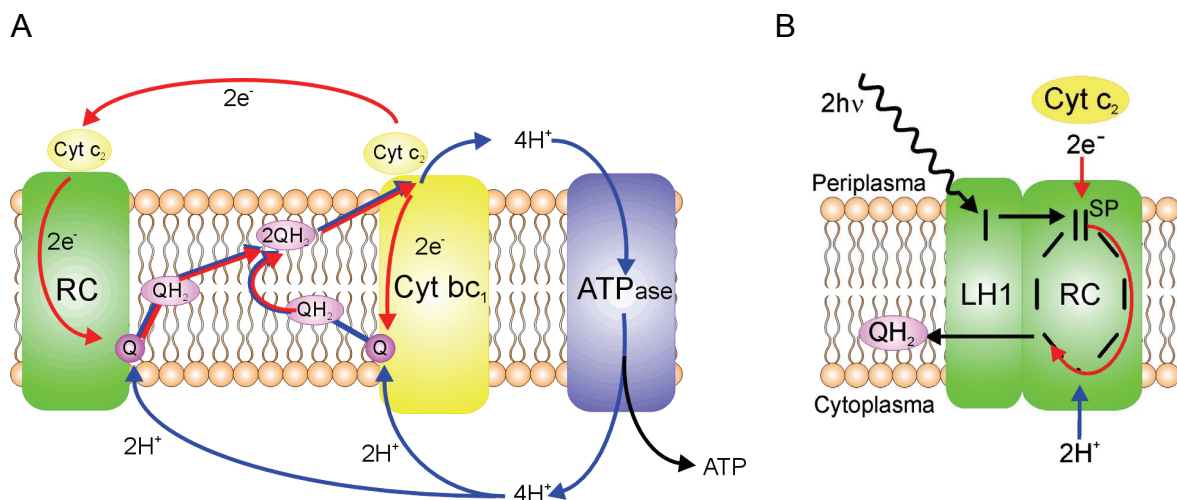 A
2e⁻
Cyt c₂
Cyt c₂
4H⁺
2QH₂
2e⁻
2e⁻
RC
QH₂
QH₂
Cyt bc₁
ATPase
Q
Q
2H⁺
2H⁺
4H⁺
ATP
B
2hν
Cyt c₂
2e⁻
Periplasma
SP
LH1
RC
QH₂
Cytoplasma
2H⁺